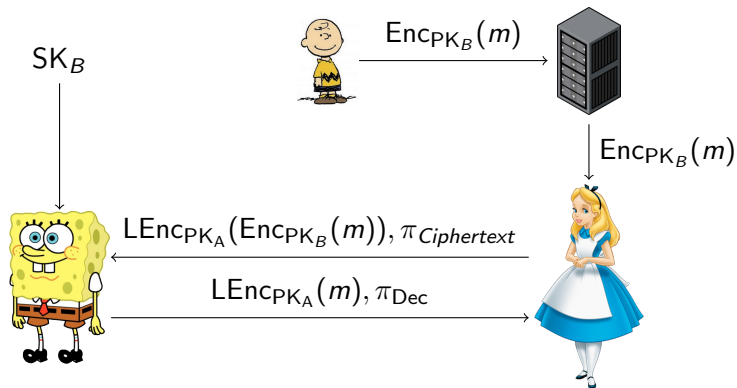 Enc_{PK_B}(m)
SK_B
Enc_{PK_B}(m)
LEnc_{PK_A}(Enc_{PK_B}(m)), π_{Ciphertext}
LEnc_{PK_A}(m), π_{Dec}